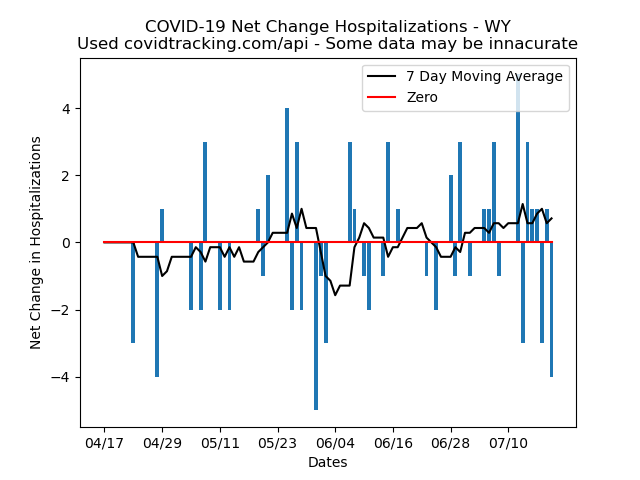 COVID-19 Net Change Hospitalizations - WY
Used covidtracking.com/api - Some data may be innacurate
7 Day Moving Average
Zero
Net Change in Hospitalizations
4
2
0
−2
−4
04/17 04/29 05/11 05/23 06/04 06/16 06/28 07/10
Dates